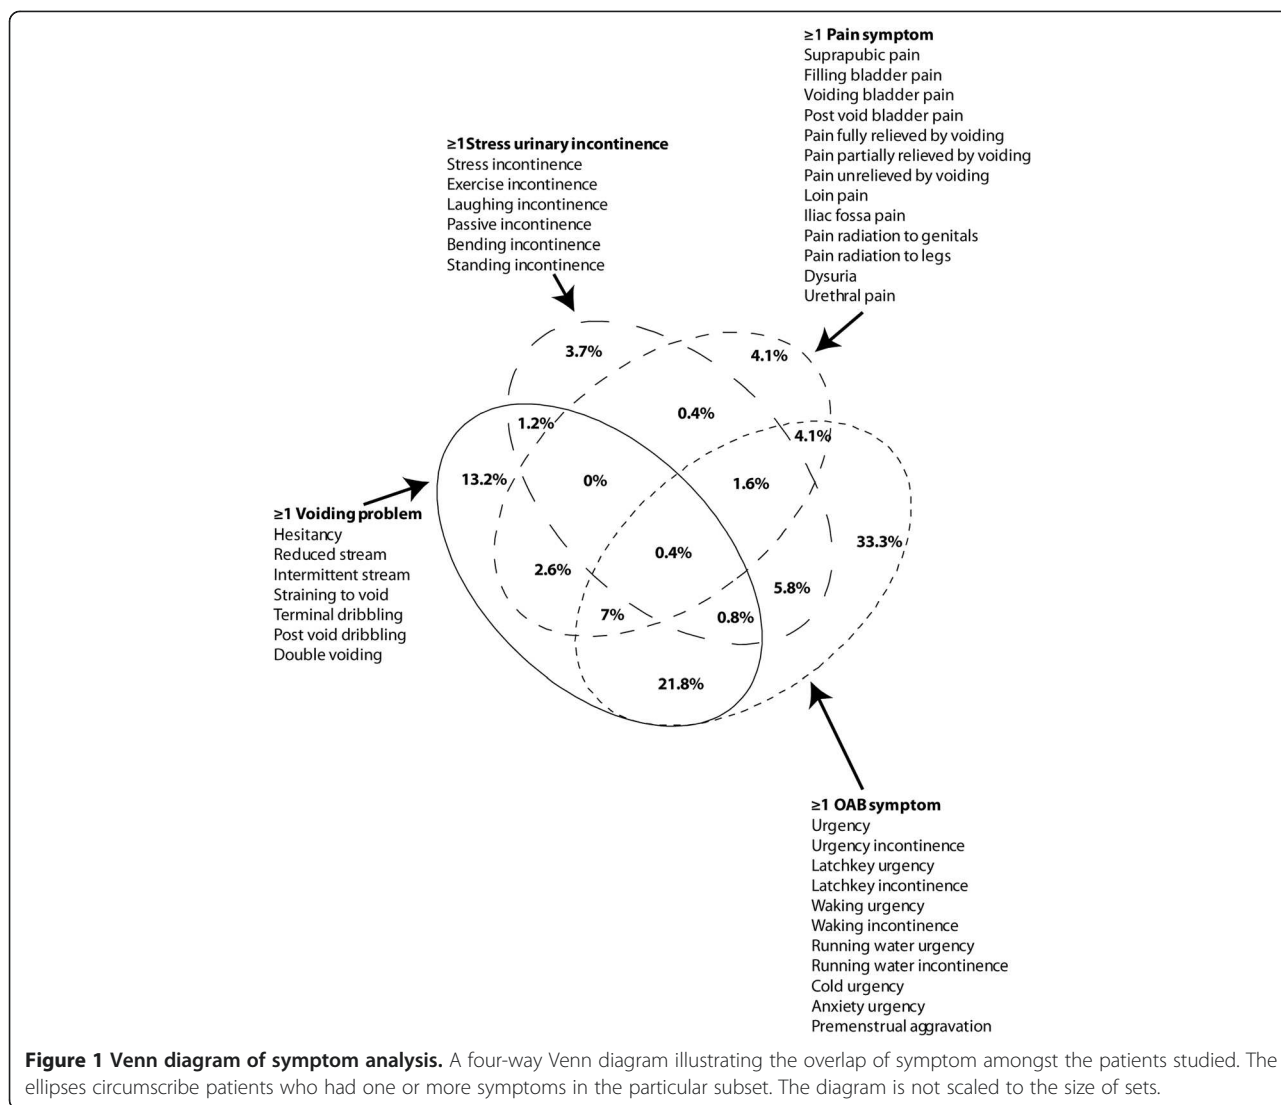 ≥1 Pain symptom
Suprapubic pain
Filling bladder pain
Voiding bladder pain
Post void bladder pain
Pain fully relieved by voiding
Pain partially relieved by voiding
Pain unrelieved by voiding
Loin pain
Iliac fossa pain
Pain radiation to genitals
Pain radiation to legs
Dysuria
Urethral pain
≥1Stress urinary incontinence
Stress incontinence
Exercise incontinence
Laughing incontinence
Passive incontinence
Bending incontinence
Standing incontinence
3.7%
4.1%
0.4%
1.2%
4.1%
13.2%
0%
1.6%
33.3%
0.4%
2.6%
5.8%
7%
0.8%
21.8%
≥1 Voiding problem
Hesitancy
Reduced stream
Intermittent stream
Straining to void
Terminal dribbling
Post void dribbling
Double voiding
≥1 OAB symptom
Urgency
Urgency incontinence
Latchkey urgency
Latchkey incontinence
Waking urgency
Waking incontinence
Running water urgency
Running water incontinence
Cold urgency
Anxiety urgency
Premenstrual aggravation
Figure 1 Venn diagram of symptom analysis. A four-way Venn diagram illustrating the overlap of symptom amongst the patients studied. The
ellipses circumscribe patients who had one or more symptoms in the particular subset. The diagram is not scaled to the size of sets.